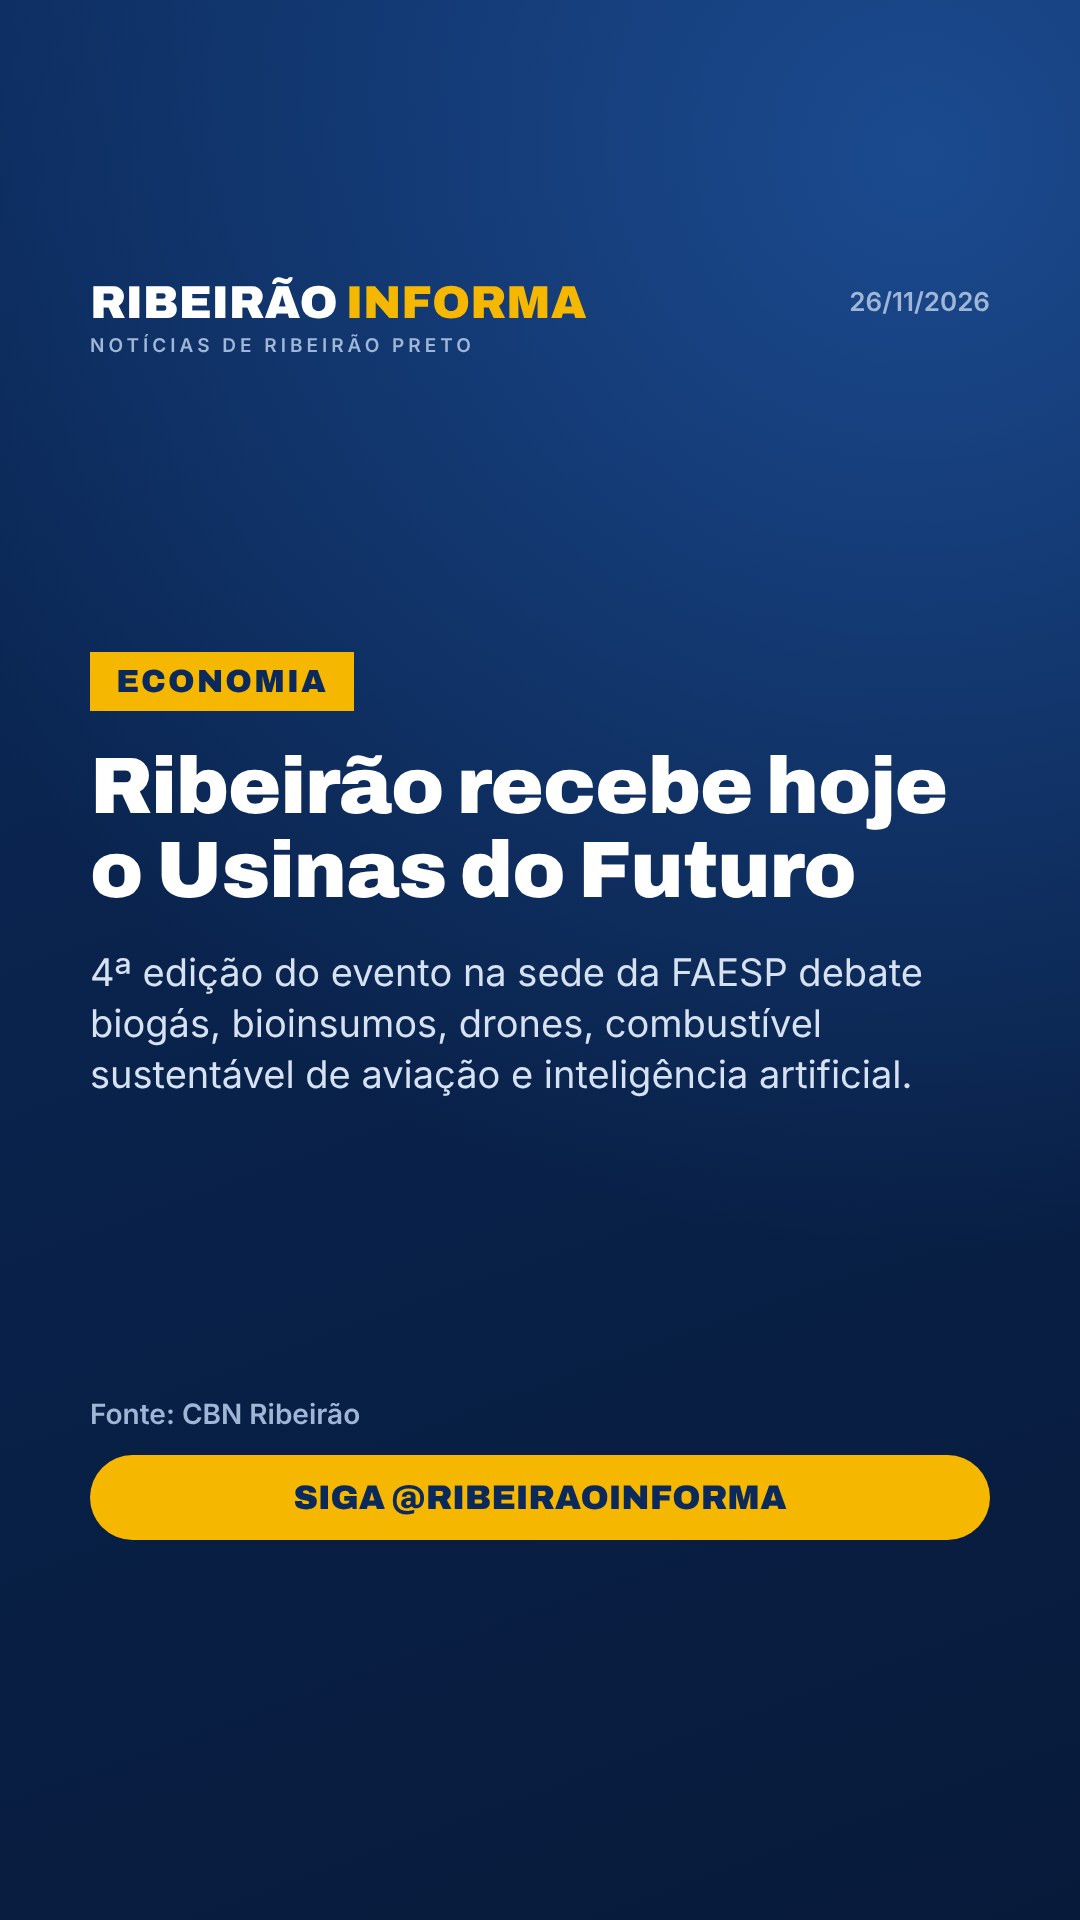 RIBEIRÃO INFORMA
26/11/2026
NOTÍCIAS DE RIBEIRÃO PRETO
ECONOMIA
Ribeirão recebe hoje
o Usinas do Futuro
4ª edição do evento na sede da FAESP debate
biogás, bioinsumos, drones, combustível
sustentável de aviação e inteligência artificial.
Fonte: CBN Ribeirão
SIGA @RIBEIRAOINFORMA